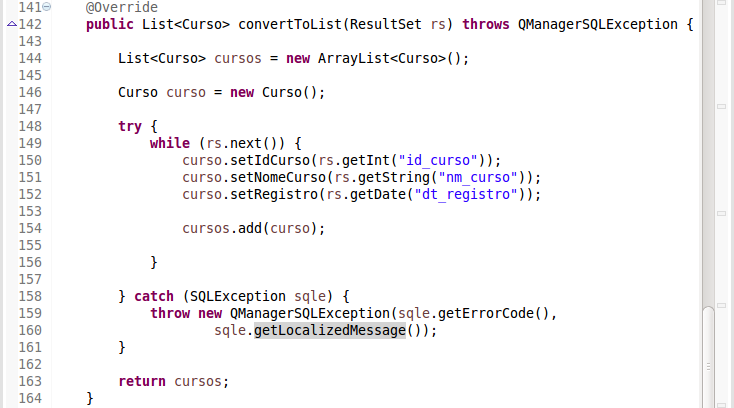 141 @Override
142 public List<Curso> convertToList(ResultSet rs) throws QManagerSQLException {
143
144 List<Curso> cursos = new ArrayList<Curso>();
145
146 Curso curso = new Curso();
147
148 try {
149 while (rs.next()) {
150 curso.setIdCurso(rs.getInt("id_curso"));
151 curso.setNomeCurso(rs.getString("nm_curso"));
152 curso.setRegistro(rs.getDate("dt_registro"));
153
154 cursos.add(curso);
155
156 }
157
158 } catch (SQLException sqle) {
159 throw new QManagerSQLException(sqle.getErrorCode(),
160 sqle.getLocalizedMessage());
161 }
162
163 return cursos;
164 }